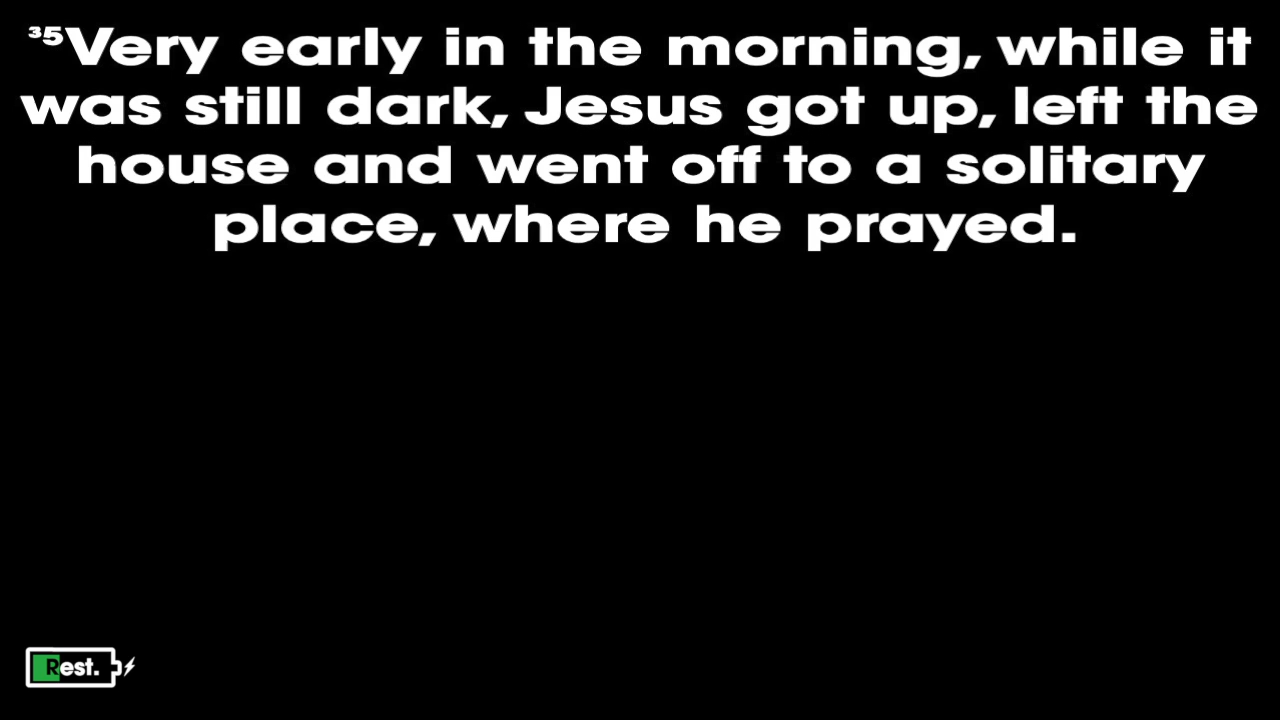 ³⁵Very early in the morning, while it
was still dark, Jesus got up, left the
house and went off to a solitary
place, where he prayed.
Rest.